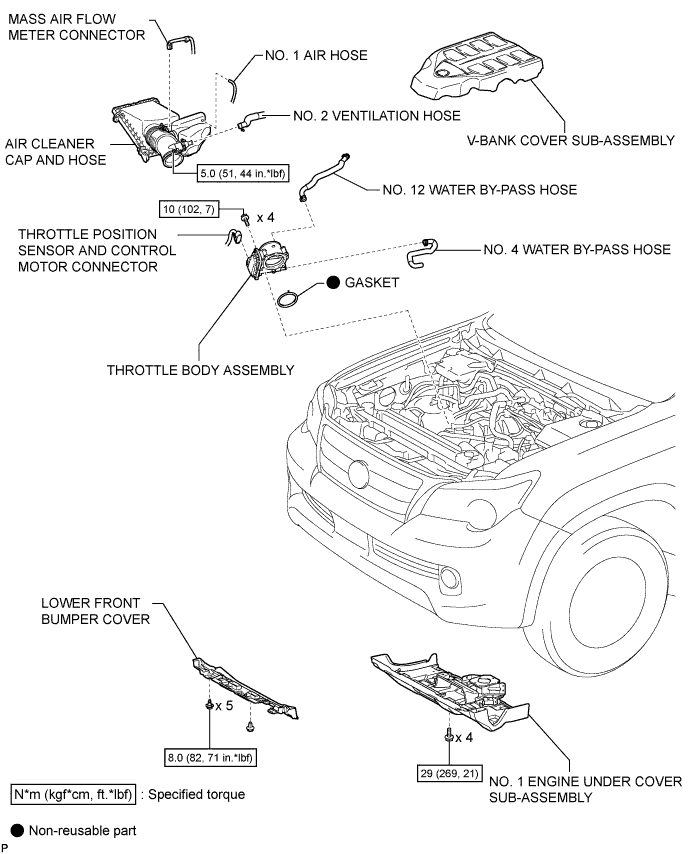 MASS AIR FLOW
METER CONNECTOR
NO. 1 AIR HOSE
NO. 2 VENTILATION HOSE
V-BANK COVER SUB-ASSEMBLY
AIR CLEANER
CAP AND HOSE
5.0 (51, 44 in.*lbf)
NO. 12 WATER BY-PASS HOSE
10 (102, 7)
x 4
THROTTLE POSITION
SENSOR AND CONTROL
MOTOR CONNECTOR
NO. 4 WATER BY-PASS HOSE
GASKET
THROTTLE BODY ASSEMBLY
LOWER FRONT
BUMPER COVER
x 5
x 4
8.0 (82, 71 in.*lbf)
29 (269, 21)
NO. 1 ENGINE UNDER COVER
SUB-ASSEMBLY
N*m (kgf*cm, ft.*lbf) : Specified torque
Non-reusable part
P